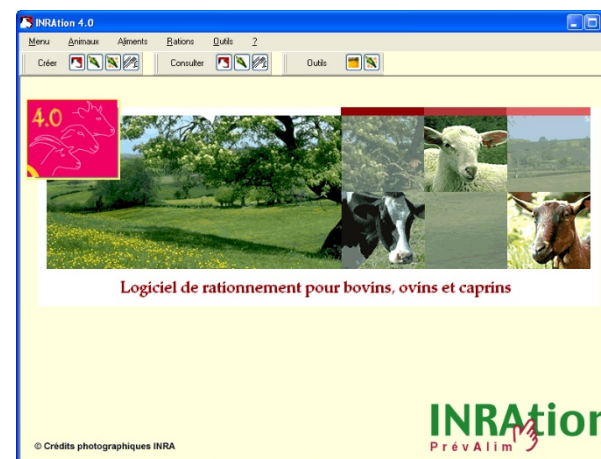 INRAtion 4.0
Menu Animaux Aliments Rations Outils ?
Créer Consulter Outils
4.0
Logiciel de rationnement pour bovins, ovins et caprins
INRAtion
PrévAlim
© Crédits photographiques INRA